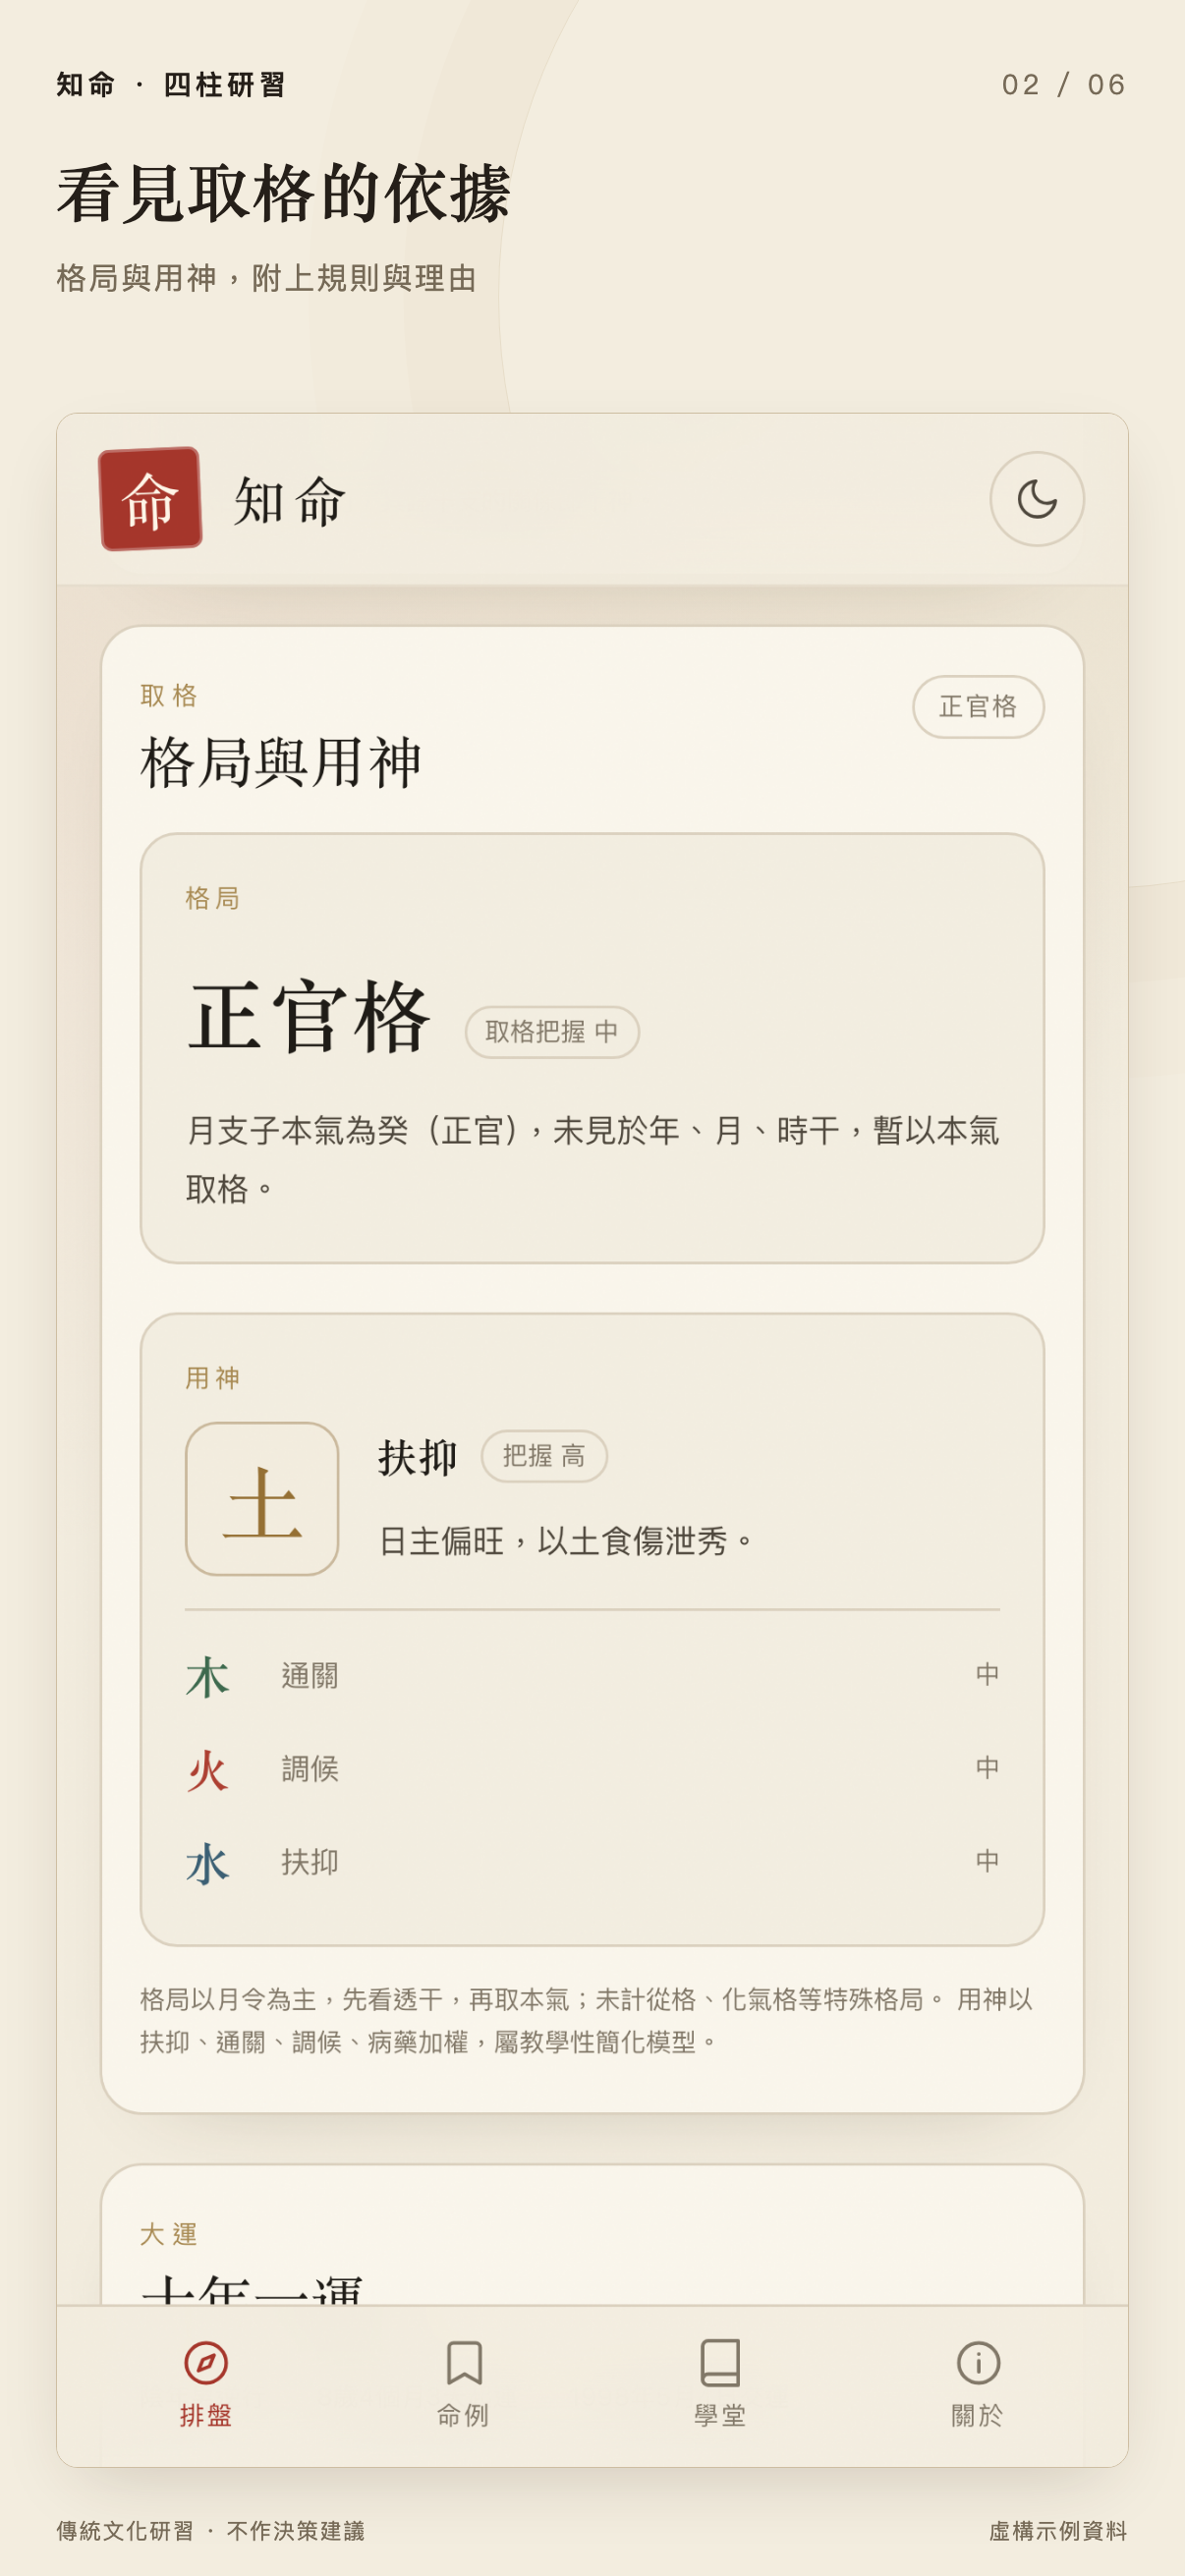 知命 · 四柱研習
02 / 06
看見取格的依據
格局與用神，附上規則與理由
命
知命
取格
正官格
格局與用神
格局
正官格
取格把握 中
月支子本氣為癸（正官），未見於年、月、時干，暫以本氣
取格。
用神
土
扶抑
把握 高
日主偏旺，以土食傷泄秀。
木 通關 中
火 調候 中
水 扶抑 中
格局以月令為主，先看透干，再取本氣；未計從格、化氣格等特殊格局。 用神以
扶抑、通關、調候、病藥加權，屬教學性簡化模型。
大運
十年一運
排盤
命例
學堂
關於
傳統文化研習 · 不作決策建議
虛構示例資料